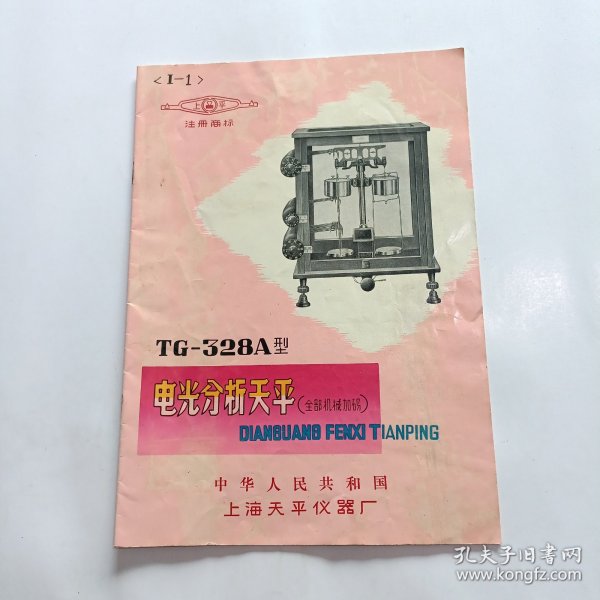 <I-1>
上平
注册商标
TG-328A型
电光分析天平(全部机械加码)
DIANGUANG FENXI TIANPING
中华人民共和国
上海天平仪器厂
孔夫子旧书网
www.kongfz.com